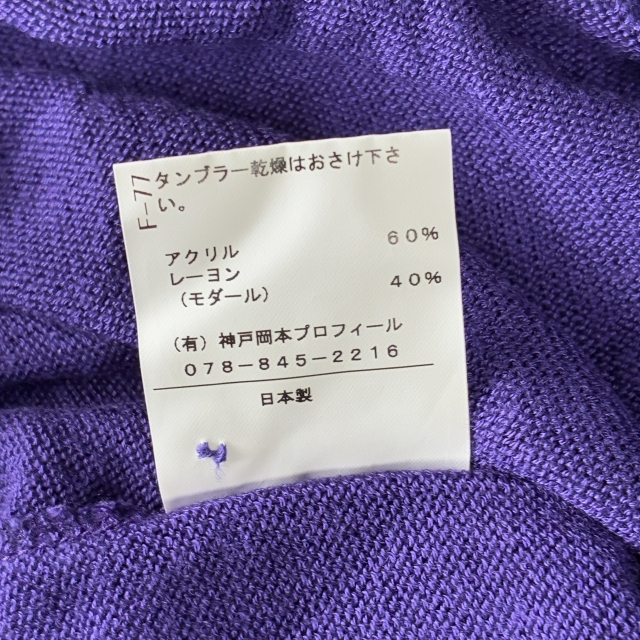 F-77
タンブラー乾燥はおさけ下さ
い。
アクリル 60%
レーヨン
(モダール) 40%
(有)神戸岡本プロフィール
078-845-2216
日本製